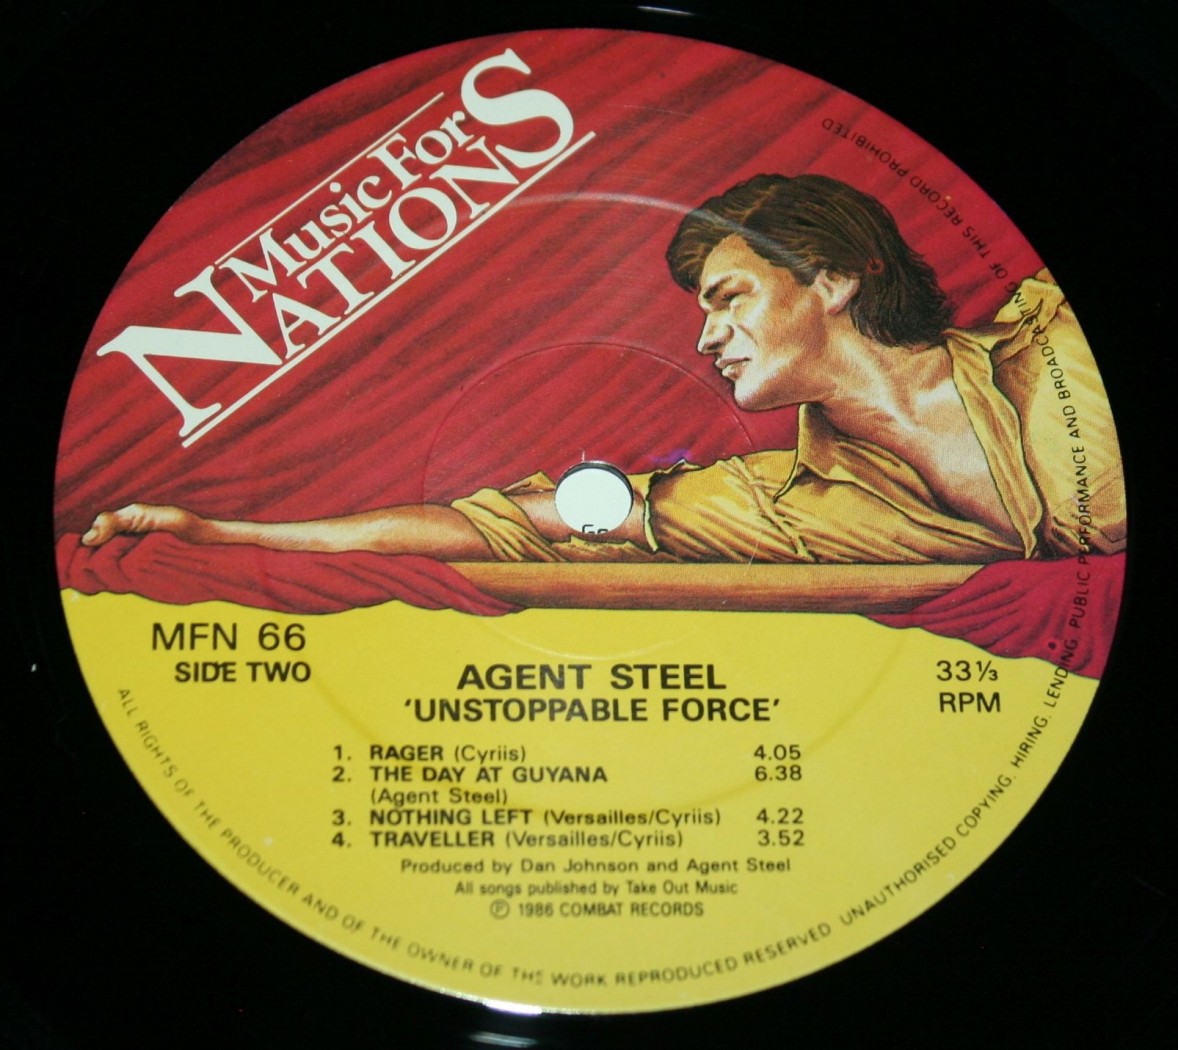 Music For
NATIONS
MFN 66
SIDE TWO
AGENT STEEL
'UNSTOPPABLE FORCE'
33⅓
RPM
1. RAGER (Cyriis) 4.05
2. THE DAY AT GUYANA 6.38
(Agent Steel)
3. NOTHING LEFT (Versailles/Cyriis) 4.22
4. TRAVELLER (Versailles/Cyriis) 3.52
Produced by Dan Johnson and Agent Steel
All songs published by Take Out Music
℗ 1986 COMBAT RECORDS
ALL RIGHTS OF THE PRODUCER AND OF THE OWNER OF THE WORK REPRODUCED RESERVED UNAUTHORISED COPYING. HIRING. LENDING. PUBLIC PERFORMANCE AND BROADCASTING OF THIS RECORD PROHIBITED